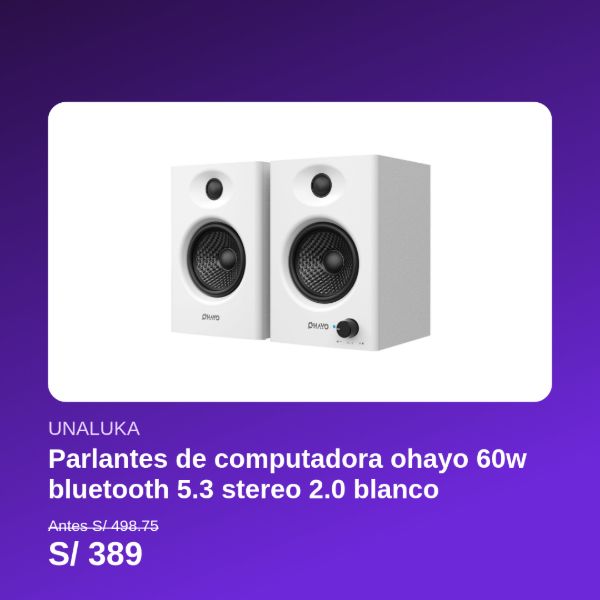 OHAYO
OHAYO
UNALUKA
Parlantes de computadora ohayo 60w
bluetooth 5.3 stereo 2.0 blanco
Antes S/ 498.75
S/ 389